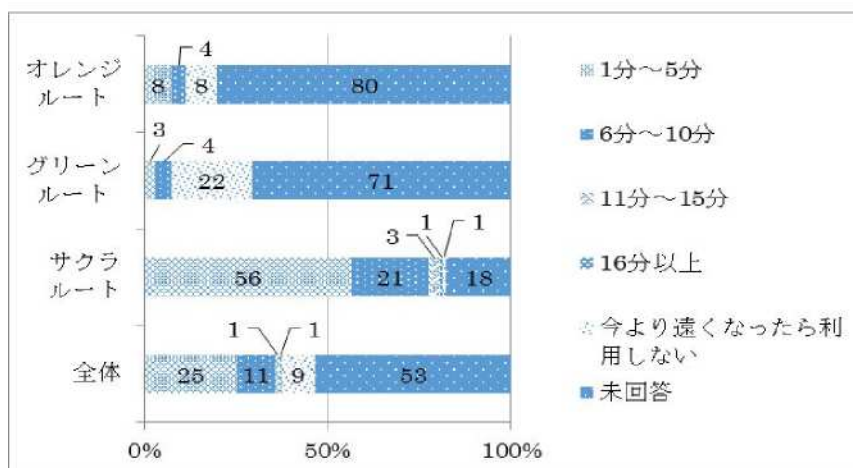 オレンジ
ルート
8
4
8
80
グリーン
ルート
3
4
22
71
サクラ
ルート
56
21
3
1
1
18
全体
25
11
1
1
9
53
0%
50%
100%
1分～5分
6分～10分
11分～15分
16分以上
今より遠くなったら利
用しない
未回答